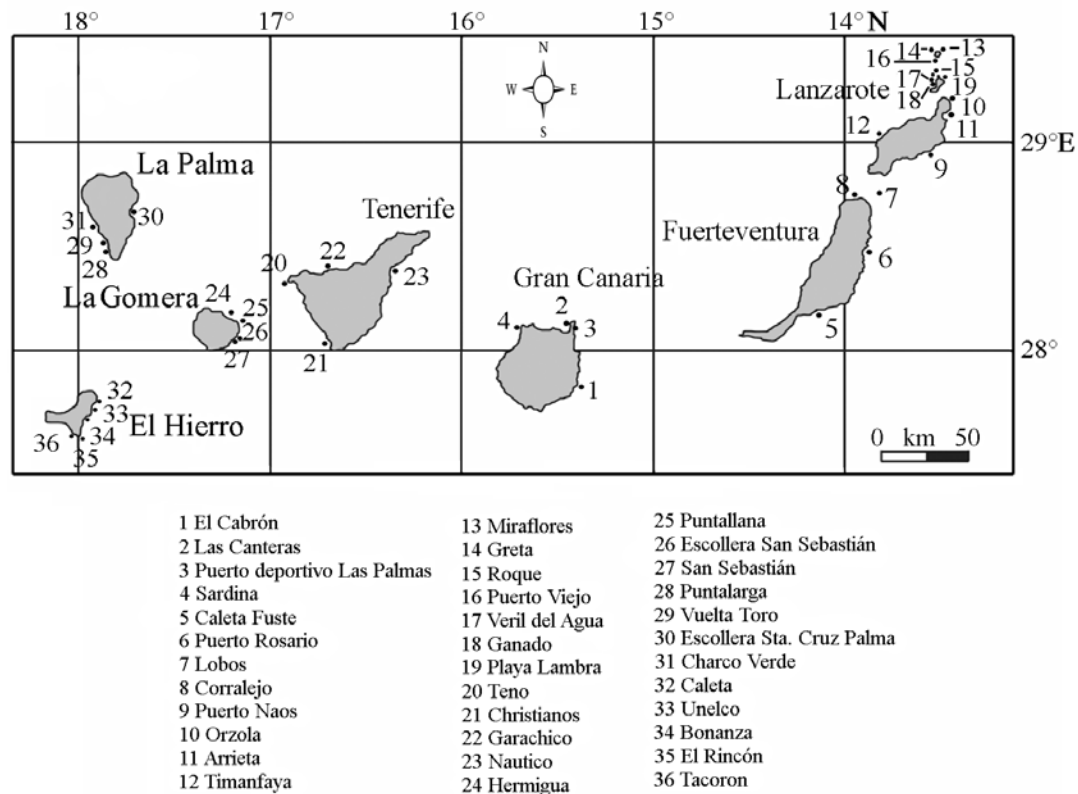 18° 17° 16° 15° 14° N
14 13
16 15
17 19
Lanzarote 18 10
12 11
29°E
La Palma 9
8 7
31 30 Tenerife
29 22 Fuerteventura
28 20 23 6
La Gomera 24 Gran Canaria
25 2
26 4 3 5
27 21 28°
32 1
33 El Hierro
36 34 0 km 50
35
N
W E
S
1 El Cabrón
2 Las Canteras
3 Puerto deportivo Las Palmas
4 Sardina
5 Caleta Fuste
6 Puerto Rosario
7 Lobos
8 Corralejo
9 Puerto Naos
10 Orzola
11 Arrieta
12 Timanfaya
13 Miraflores
14 Greta
15 Roque
16 Puerto Viejo
17 Veril del Agua
18 Ganado
19 Playa Lambra
20 Teno
21 Christianos
22 Garachico
23 Nautico
24 Hermigua
25 Puntallana
26 Escollera San Sebastián
27 San Sebastián
28 Puntalarga
29 Vuelta Toro
30 Escollera Sta. Cruz Palma
31 Charco Verde
32 Caleta
33 Unelco
34 Bonanza
35 El Rincón
36 Tacoron